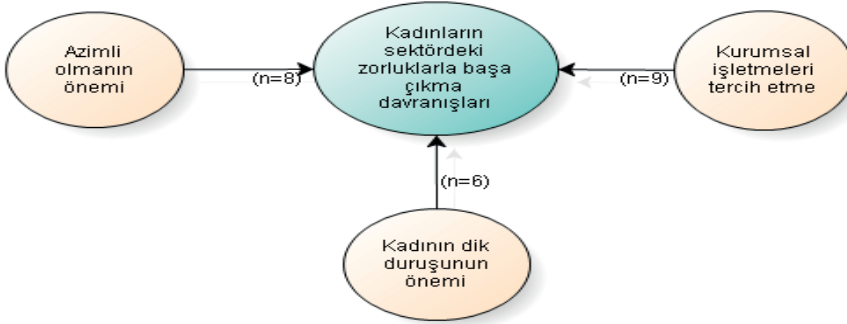 Azimli
olmanın
önemi
(n=8)
Kadınların
sektördeki
zorluklarla başa
çıkma
davranışları
(n=9)
Kurumsal
işletmeleri
tercih etme
(n=6)
Kadının dik
duruşunun
önemi